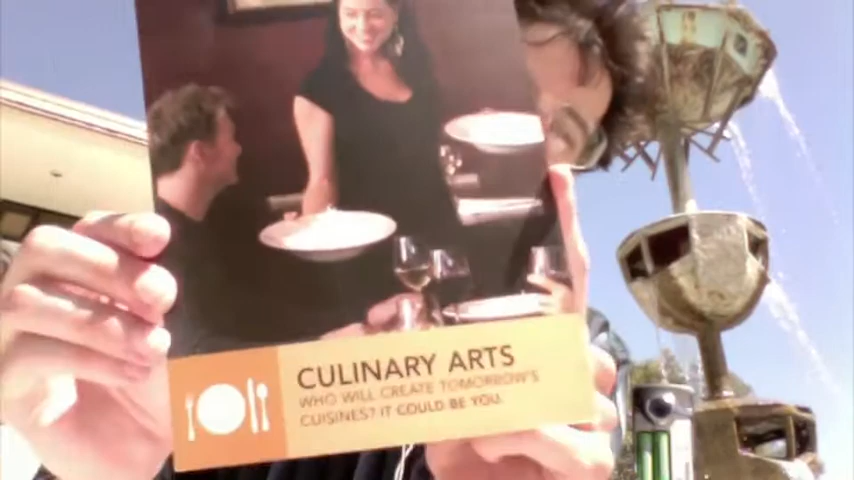 CULINARY ARTS
WHO WILL CREATE TOMORROW'S
CUISINES? IT COULD BE YOU.